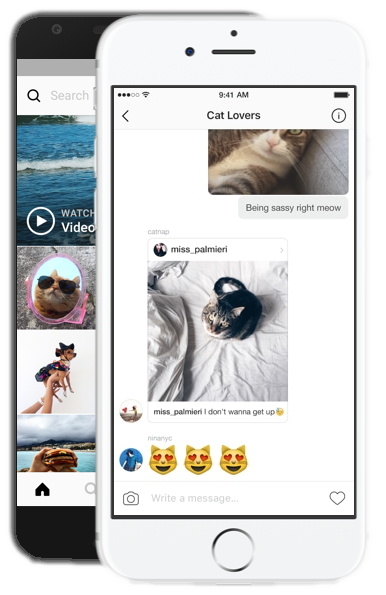 Search
WATCH
Video
9:41 AM
Cat Lovers
Being sassy right meow
catnap
miss_palmieri
miss_palmieri I don't wanna get up
ninanyc
Write a message...